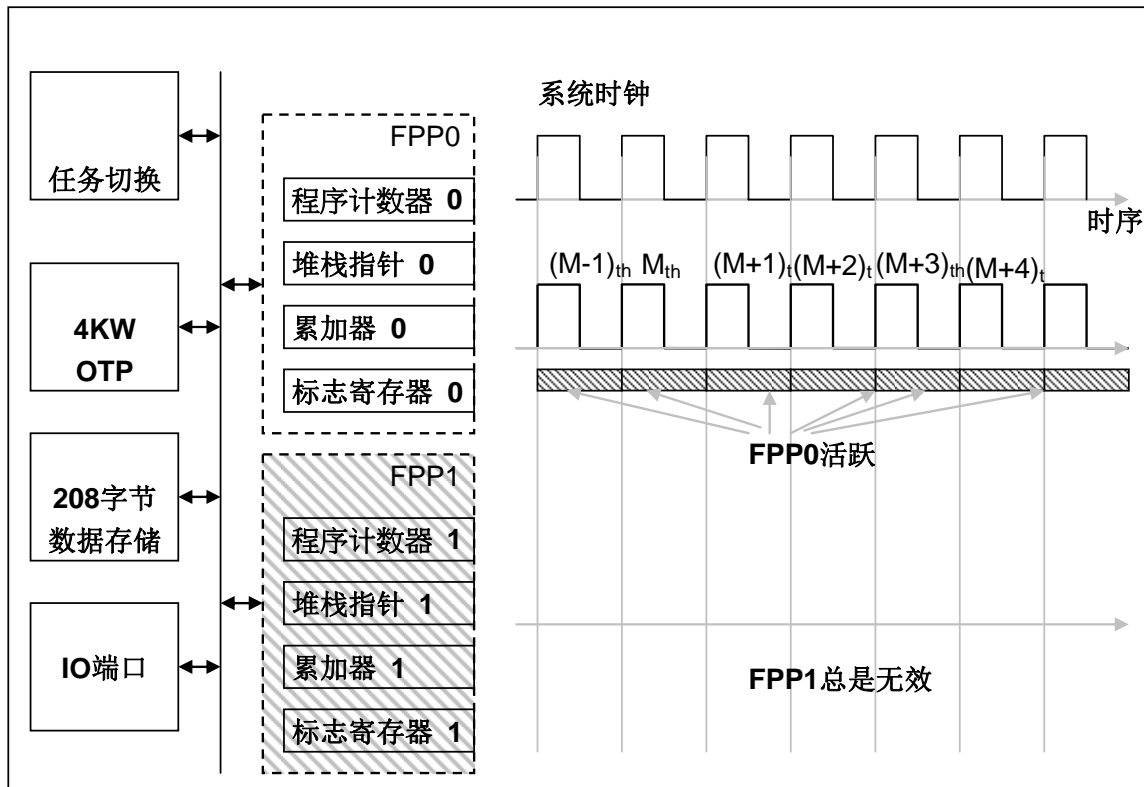 任务切换
4KW
OTP
208字节
数据存储
IO端口
FPP0
程序计数器 0
堆栈指针 0
累加器 0
标志寄存器 0
FPP1
程序计数器 1
堆栈指针 1
累加器 1
标志寄存器 1
系统时钟
时序
(M-1)th Mth (M+1)t (M+2)t (M+3)th (M+4)t
FPP0活跃
FPP1总是无效